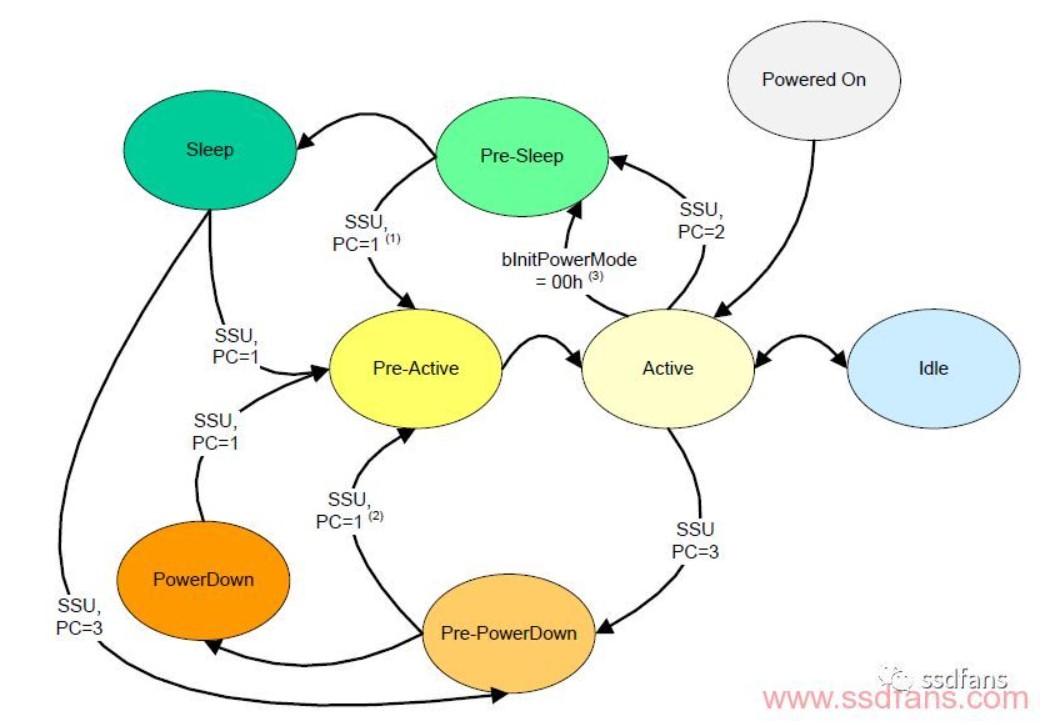 Powered On
Sleep
Pre-Sleep
SSU,
PC=2
SSU,
PC=1 (1)
bInitPowerMode
= 00h (3)
SSU,
PC=1
Pre-Active
Active
Idle
SSU,
PC=1
SSU,
PC=1 (2)
SSU
PC=3
PowerDown
SSU,
PC=3
Pre-PowerDown
ssdfans
www.ssdfans.com